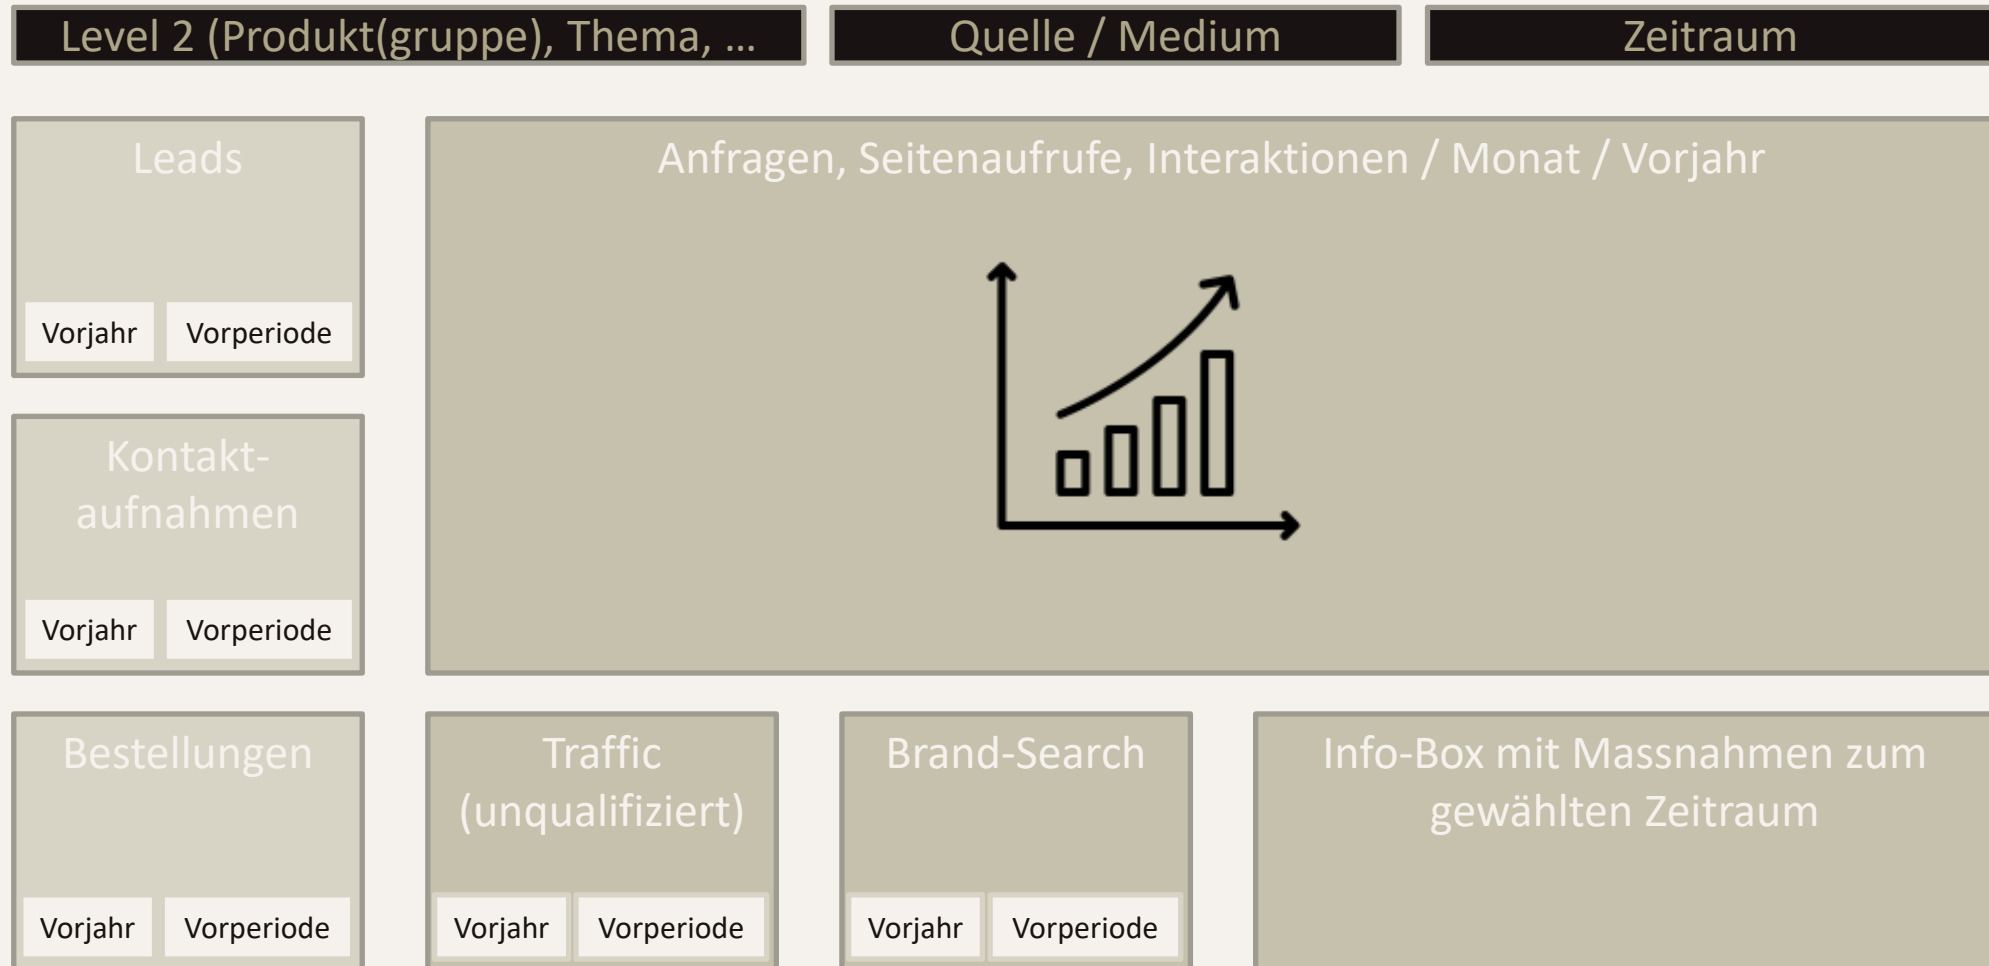 Level 2 (Produkt(gruppe), Thema, ...
Quelle / Medium
Zeitraum
Leads
Vorjahr
Vorperiode
Anfragen, Seitenaufrufe, Interaktionen / Monat / Vorjahr
Kontakt-
aufnahmen
Vorjahr
Vorperiode
Bestellungen
Vorjahr
Vorperiode
Traffic
(unqualifiziert)
Vorjahr
Vorperiode
Brand-Search
Vorjahr
Vorperiode
Info-Box mit Massnahmen zum
gewählten Zeitraum